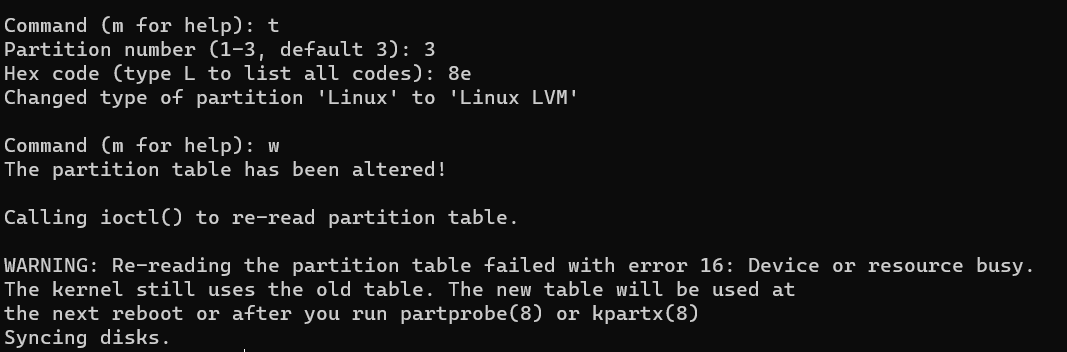 Command (m for help): t
Partition number (1-3, default 3): 3
Hex code (type L to list all codes): 8e
Changed type of partition 'Linux' to 'Linux LVM'
Command (m for help): w
The partition table has been altered!
Calling ioctl() to re-read partition table.
WARNING: Re-reading the partition table failed with error 16: Device or resource busy.
The kernel still uses the old table. The new table will be used at
the next reboot or after you run partprobe(8) or kpartx(8)
Syncing disks.